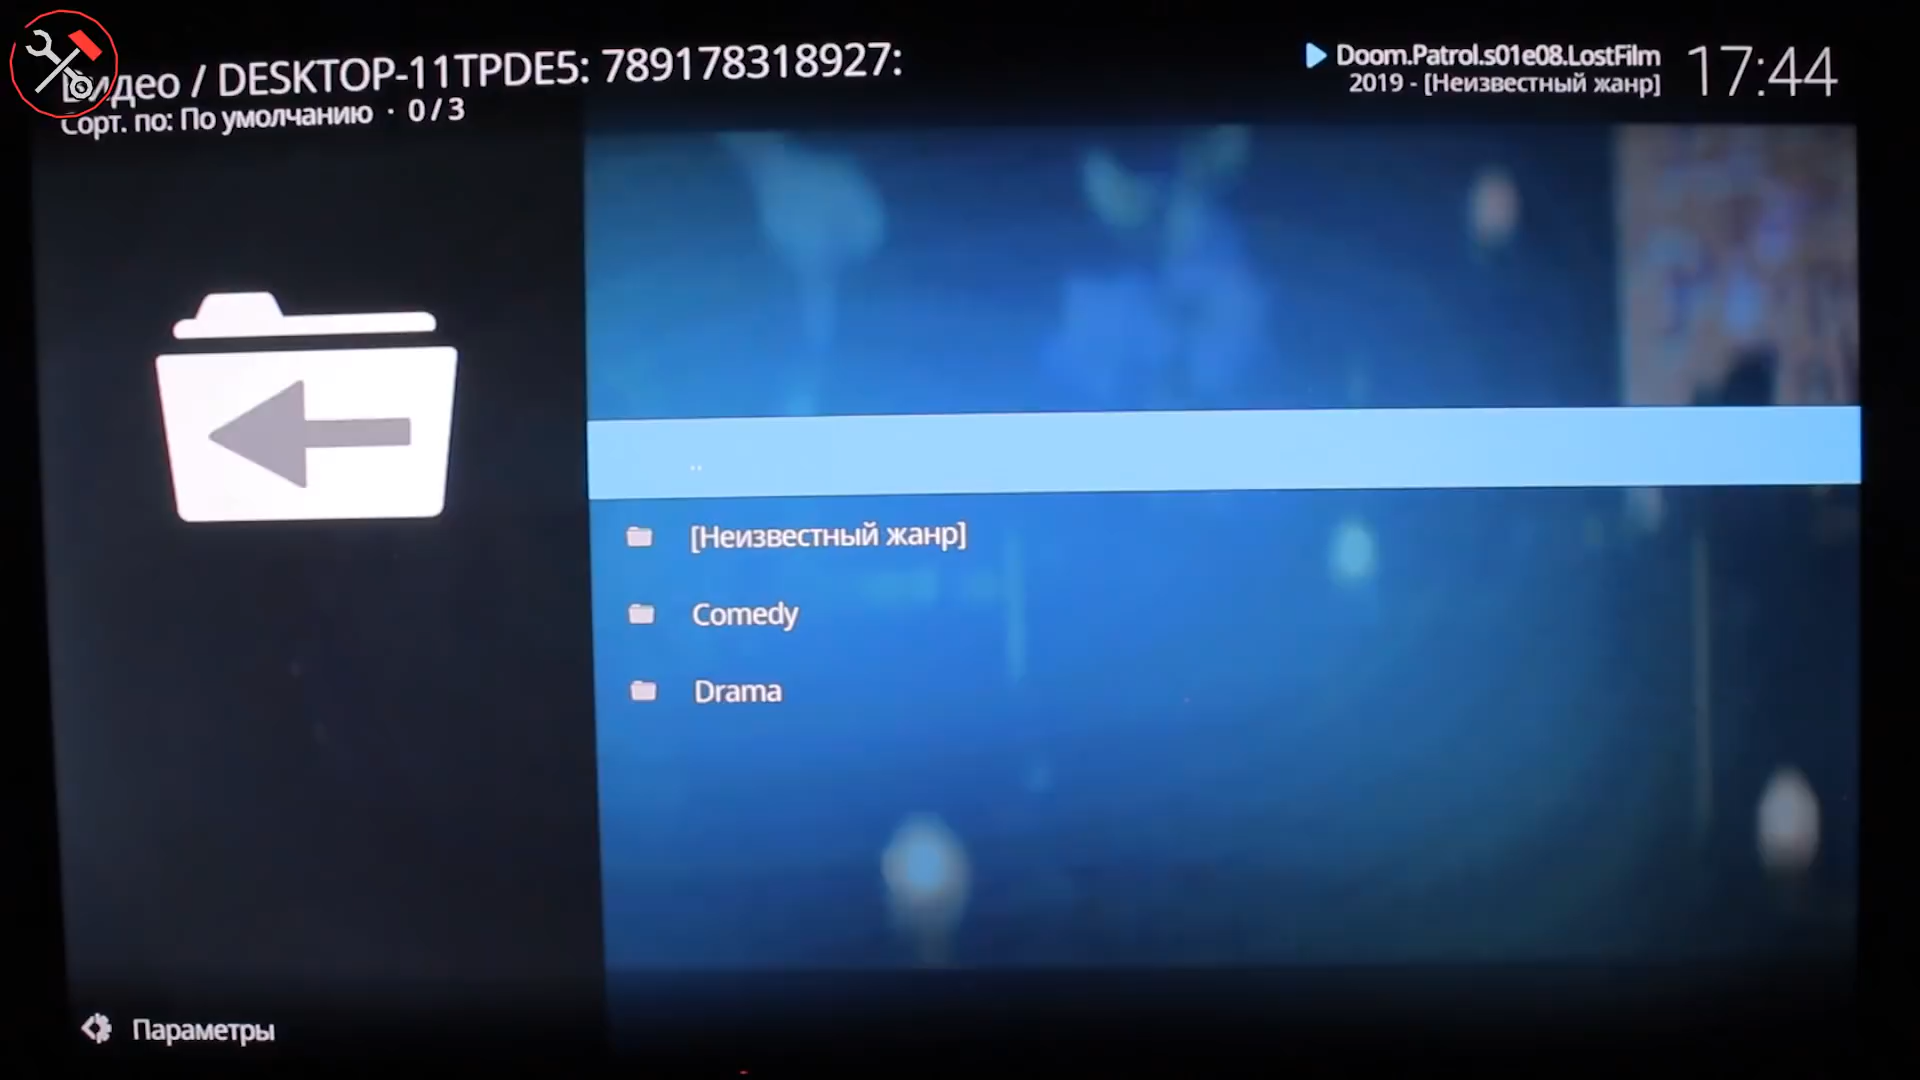 Видео / DESKTOP-11TPDE5: 789178318927:
Сорт. по: По умолчанию · 0 / 3
Doom.Patrol.s01e08.LostFilm
2019 - [Неизвестный жанр]
17:44
..
[Неизвестный жанр]
Comedy
Drama
Параметры